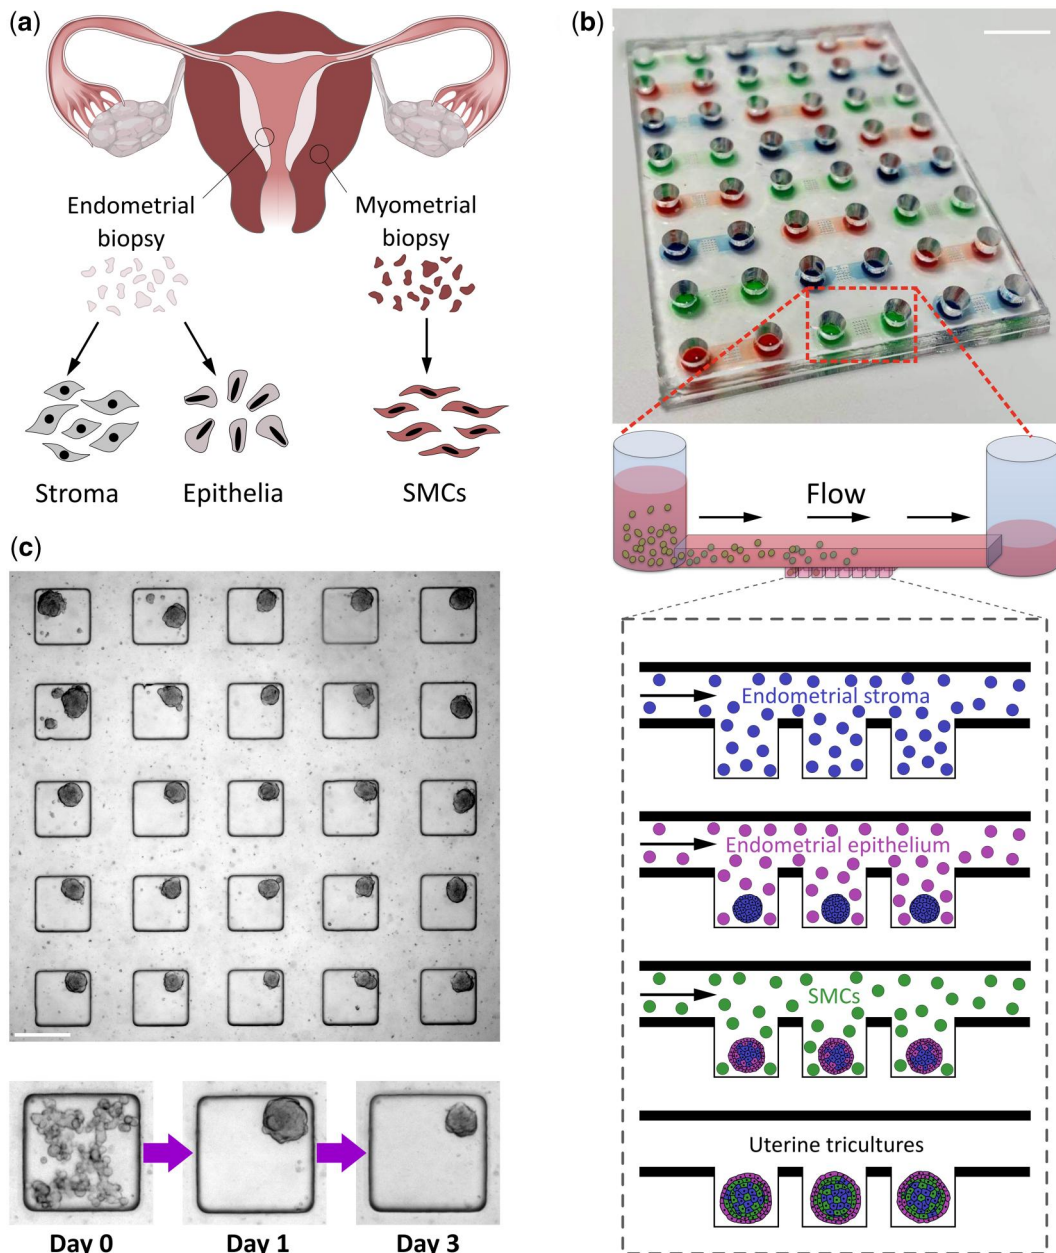 (a)
Endometrial
biopsy
Myometrial
biopsy
Stroma
Epithelia
SMCs
(b)
Flow
Endometrial stroma
Endometrial epithelium
SMCs
Uterine tricultures
(c)
Day 0
Day 1
Day 3